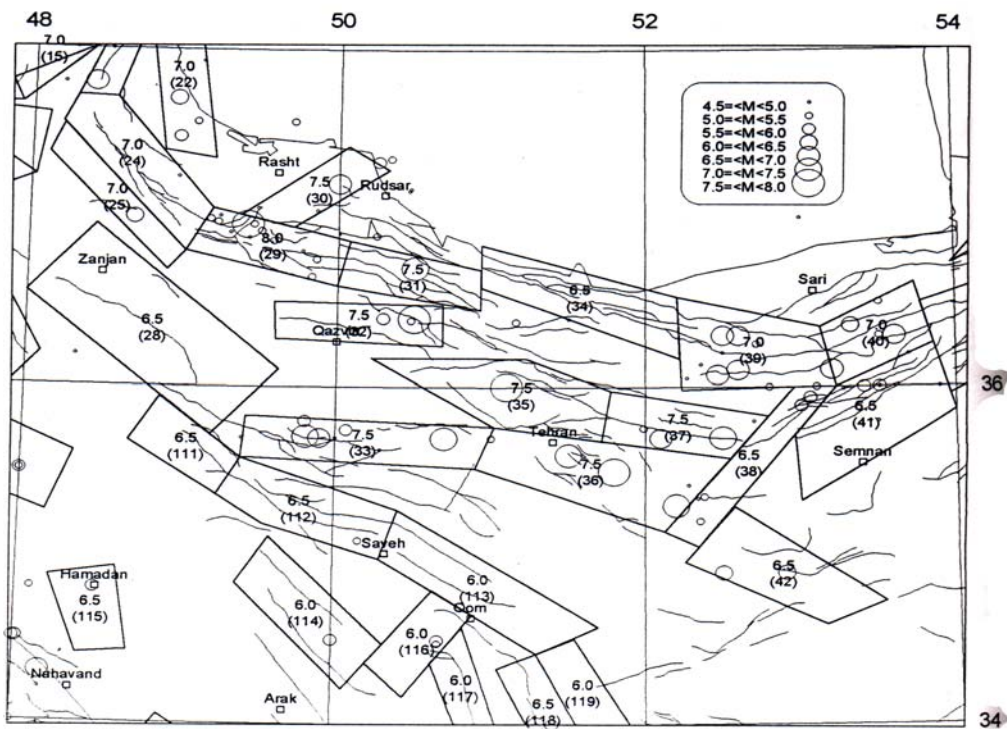 48 50 52 54
7.0
(15)
7.0
(22)
4.5=<M<5.0
5.0=<M<5.5
5.5=<M<6.0
6.0=<M<6.5
6.5=<M<7.0
7.0=<M<7.5
7.5=<M<8.0
7.0
(24)
Rasht
7.5
(30)
Rudsar
7.0
(25)
8.0
(29)
Zanjan
7.5
(31)
6.5
(34)
Sari
6.5
(28)
7.5
(32)
Qazvin
7.0
(39)
7.0
(40)
36
7.5
(35)
6.5
(41)
7.5
(37)
6.5
(111)
7.5
(33)
Tehran
7.5
(36)
6.5
(38)
Semnan
6.5
(112)
Saveh
6.5
(42)
Hamadan
6.5
(115)
6.0
(113)
6.0
(114)
Qom
6.0
(116)
Nahavand
6.0
(117)
6.5
(118)
6.0
(119)
Arak
34